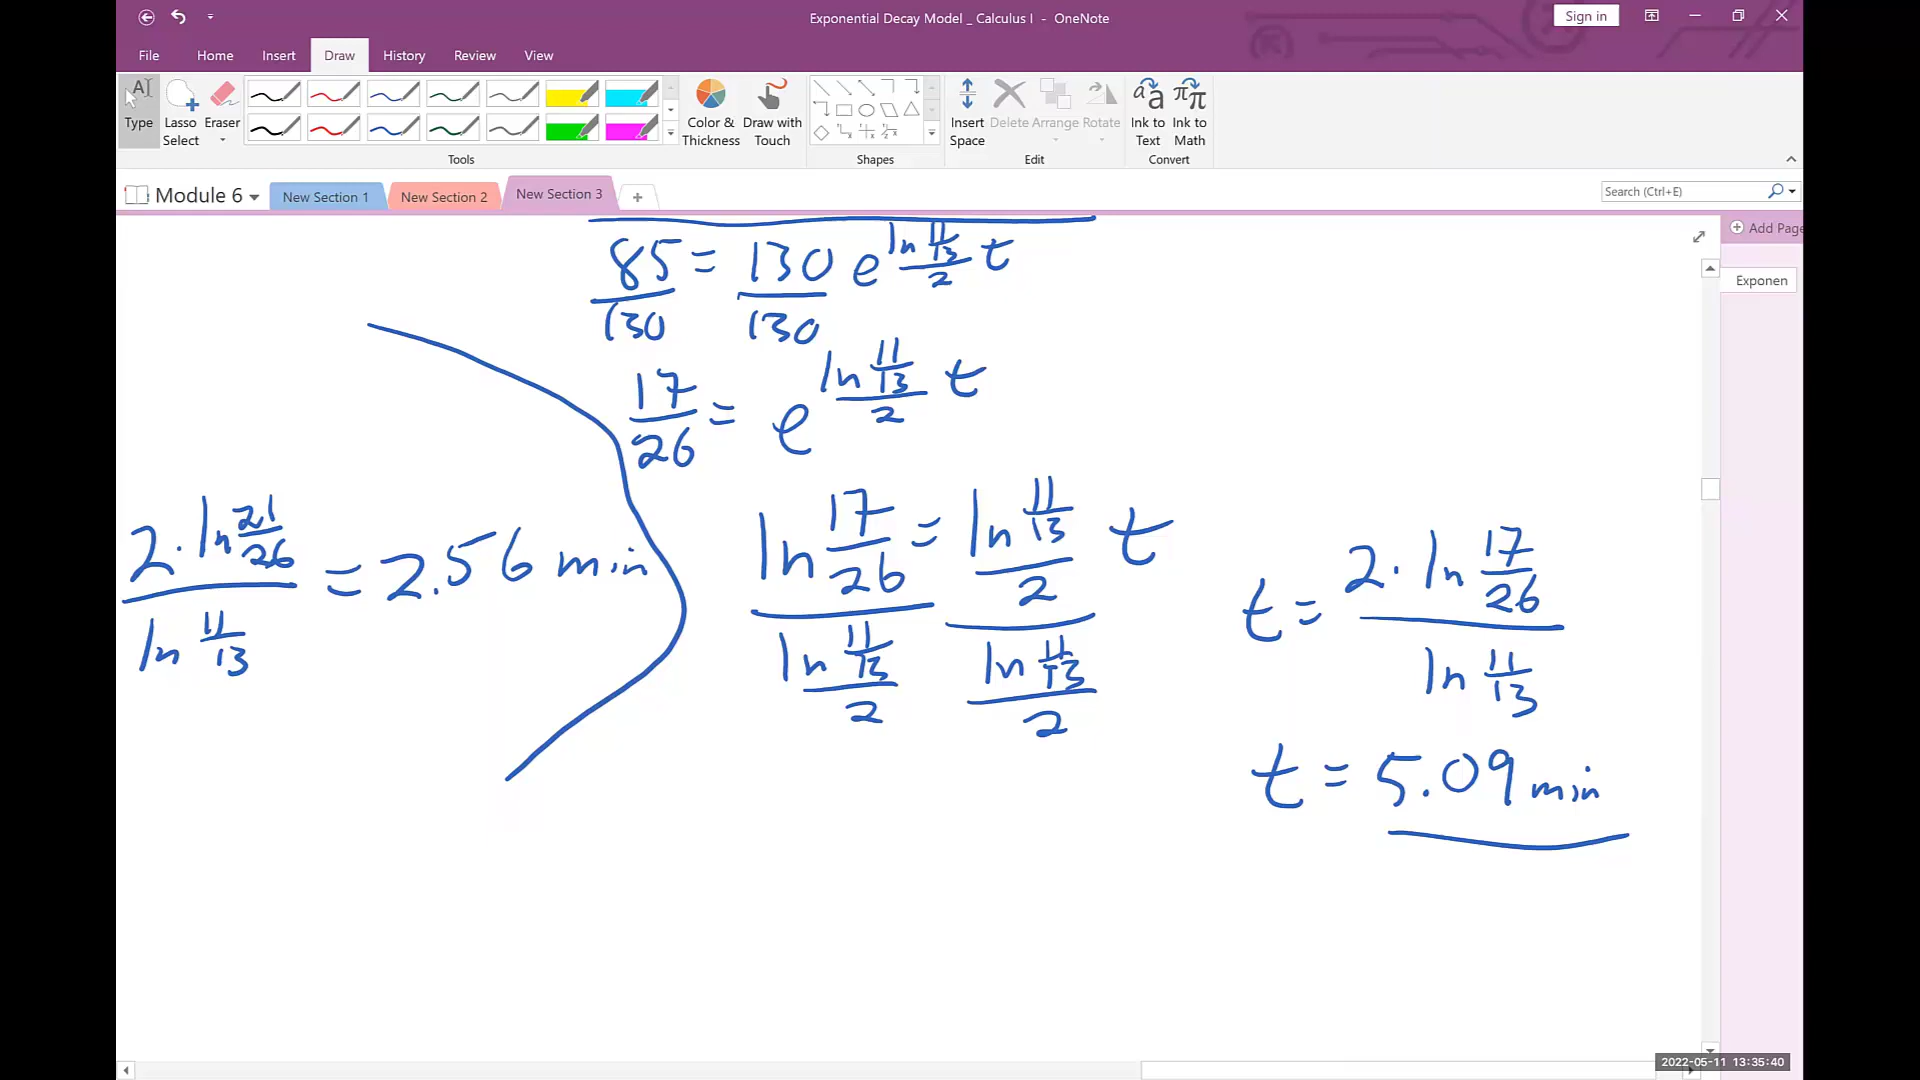 Exponential Decay Model _ Calculus I - OneNote
Sign in
File Home Insert Draw History Review View
Type
Lasso Select
Eraser
Color & Thickness
Draw with Touch
Insert Space
Delete Arrange Rotate
Ink to Text
Ink to Math
Tools
Shapes
Edit
Convert
Module 6
New Section 1
New Section 2
New Section 3
Search (Ctrl+E)
Add Page
Exponen
85/130 = 130/130 e^((ln 11/13)/2 t)
17/26 = e^((ln 11/13)/2 t)
(2 · ln 21/26)/(ln 11/13) = 2.56 min
(ln 17/26)/((ln 11/13)/2) = ((ln 11/13)/2)/((ln 11/13)/2) t
t = (2 · ln 17/26)/(ln 11/13)
t = 5.09 min
2022-05-11 13:35:40